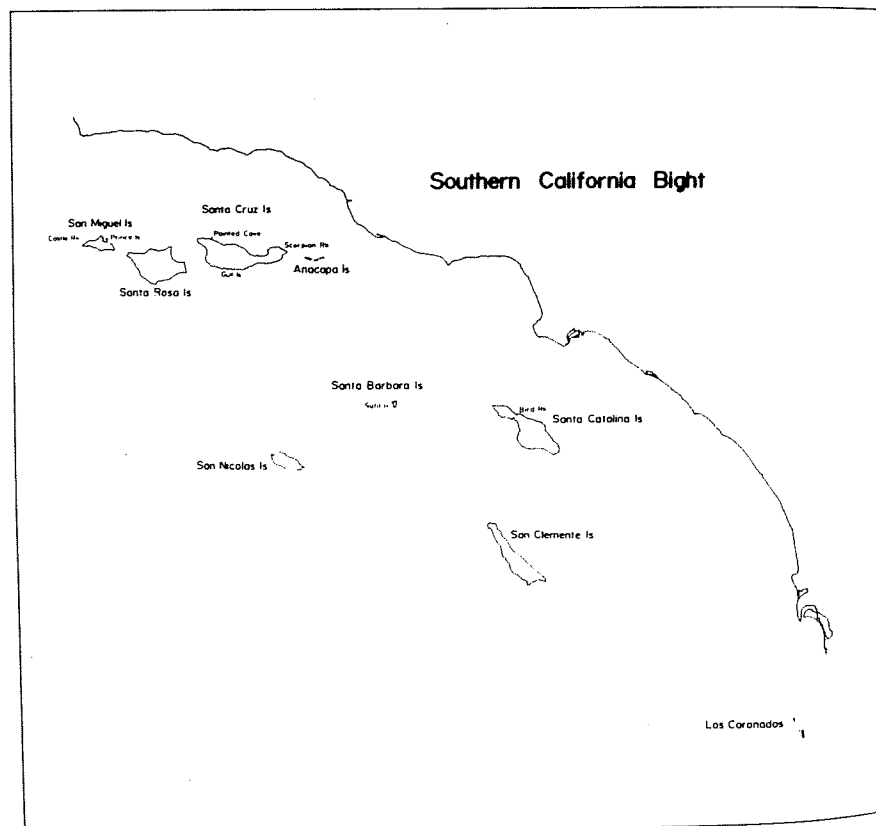 Southern California Bight
Santa Cruz Is
San Miguel Is
Painted Cove
Castle Rk
Prince Is
Scorpion Rk
Gull Is
Anacapa Is
Santa Rosa Is
Santa Barbara Is
Sutil Is
Bird Rk
Santa Catalina Is
San Nicolas Is
San Clemente Is
Los Coronados